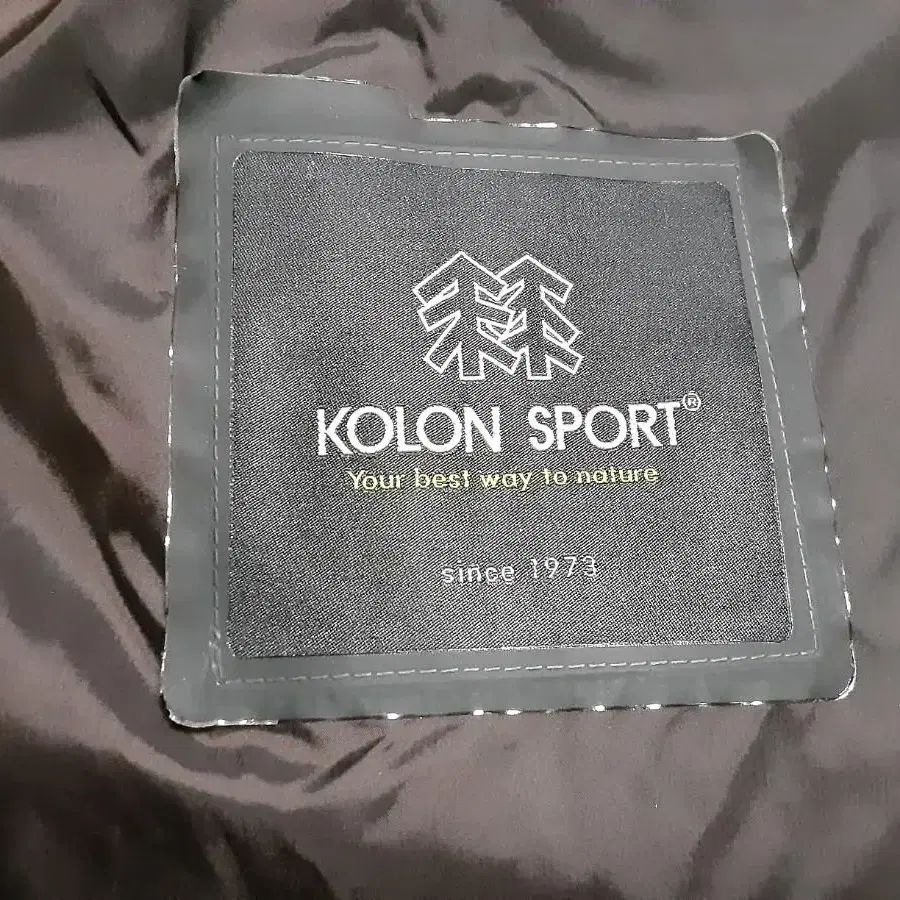 KOLON SPORT®
Your best way to nature
since 1973